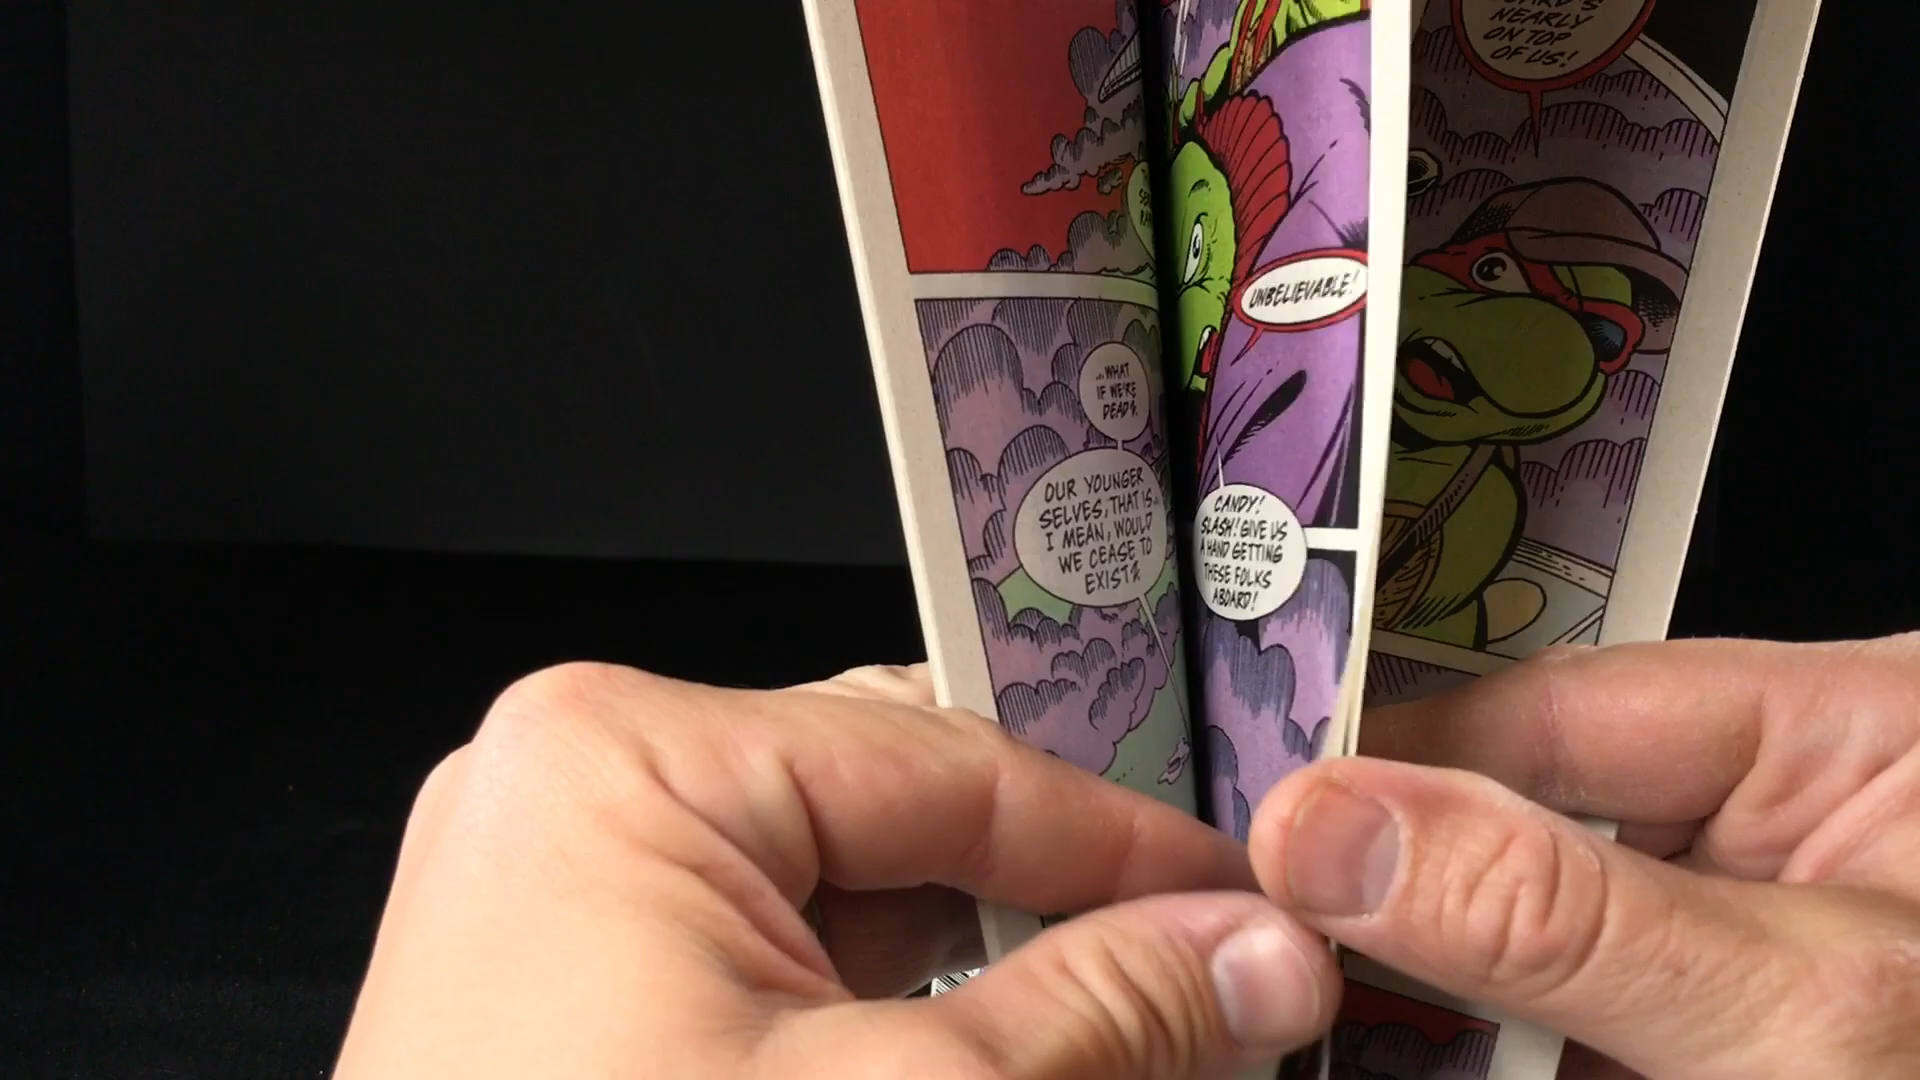 ...WHAT
IF WE'RE
DEAD?
OUR YOUNGER
SELVES, THAT IS...
I MEAN, WOULD
WE CEASE TO
EXIST?
UNBELIEVABLE!
CANDY!
SLASH! GIVE US
A HAND GETTING
THESE FOLKS
ABOARD!
NEARLY
ON TOP
OF US!